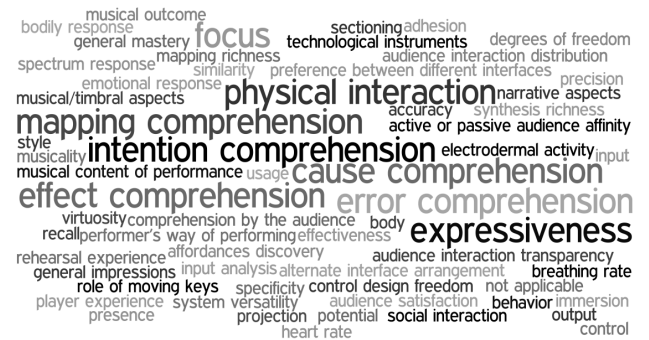 musical outcome
bodily response focus sectioning adhesion
general mastery technological instruments degrees of freedom
mapping richness audience interaction distribution
spectrum response similarity preference between different interfaces
emotional response physical interaction narrative aspects precision
musical/timbral aspects accuracy synthesis richness
mapping comprehension active or passive audience affinity
style intention comprehension electrodermal activity input
musicality
musical content of performance usage cause comprehension
effect comprehension error comprehension
virtuosity comprehension by the audience body expressiveness
recall performer's way of performing effectiveness
rehearsal experience affordances discovery audience interaction transparency
general impressions input analysis alternate interface arrangement breathing rate
role of moving keys specificity control design freedom not applicable
player experience system versatility audience satisfaction behavior immersion
presence projection potential social interaction output
heart rate control